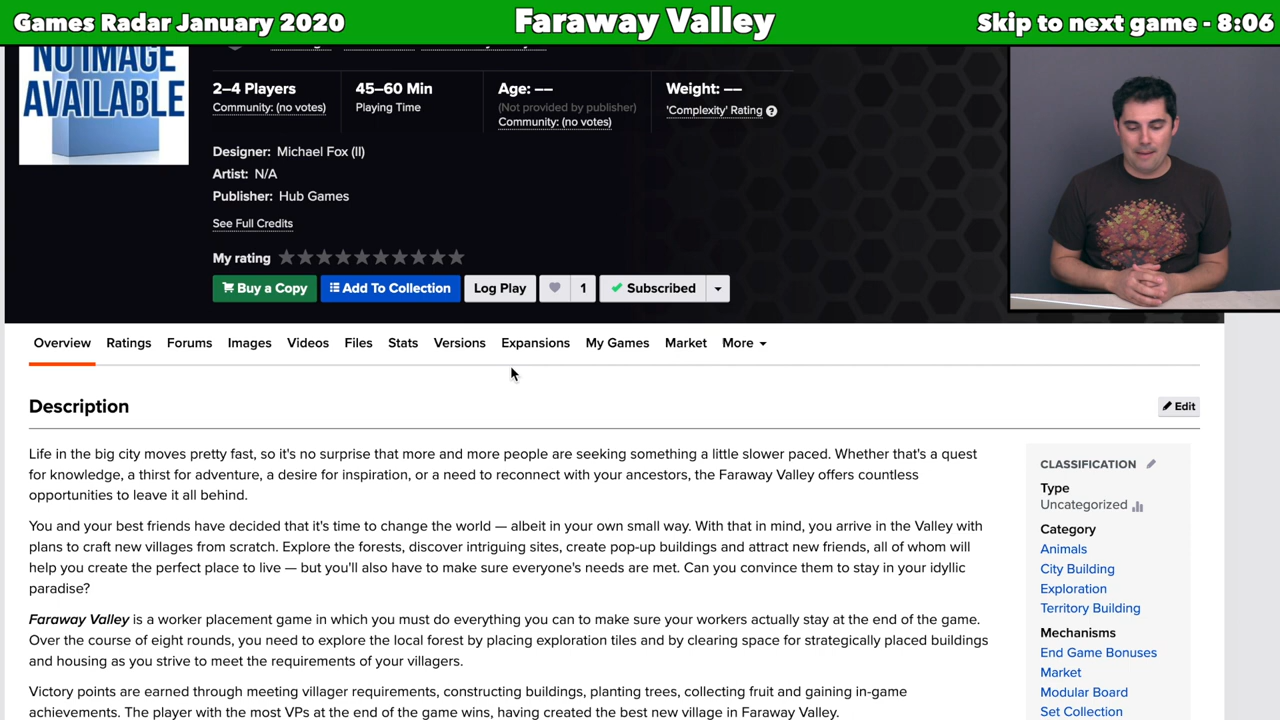 Games Radar January 2020
Faraway Valley
Skip to next game - 8:06
NO IMAGE
AVAILABLE
2–4 Players
Community: (no votes)
45–60 Min
Playing Time
Age: ––
(Not provided by publisher)
Community: (no votes)
Weight: ––
'Complexity' Rating ?
Designer: Michael Fox (II)
Artist: N/A
Publisher: Hub Games
See Full Credits
My rating
Buy a Copy
Add To Collection
Log Play
1
Subscribed
Overview
Ratings
Forums
Images
Videos
Files
Stats
Versions
Expansions
My Games
Market
More
Description
Edit
Life in the big city moves pretty fast, so it's no surprise that more and more people are seeking something a little slower paced. Whether that's a quest
for knowledge, a thirst for adventure, a desire for inspiration, or a need to reconnect with your ancestors, the Faraway Valley offers countless
opportunities to leave it all behind.
You and your best friends have decided that it's time to change the world — albeit in your own small way. With that in mind, you arrive in the Valley with
plans to craft new villages from scratch. Explore the forests, discover intriguing sites, create pop-up buildings and attract new friends, all of whom will
help you create the perfect place to live — but you'll also have to make sure everyone's needs are met. Can you convince them to stay in your idyllic
paradise?
Faraway Valley is a worker placement game in which you must do everything you can to make sure your workers actually stay at the end of the game.
Over the course of eight rounds, you need to explore the local forest by placing exploration tiles and by clearing space for strategically placed buildings
and housing as you strive to meet the requirements of your villagers.
Victory points are earned through meeting villager requirements, constructing buildings, planting trees, collecting fruit and gaining in-game
achievements. The player with the most VPs at the end of the game wins, having created the best new village in Faraway Valley.
CLASSIFICATION
Type
Uncategorized
Category
Animals
City Building
Exploration
Territory Building
Mechanisms
End Game Bonuses
Market
Modular Board
Set Collection